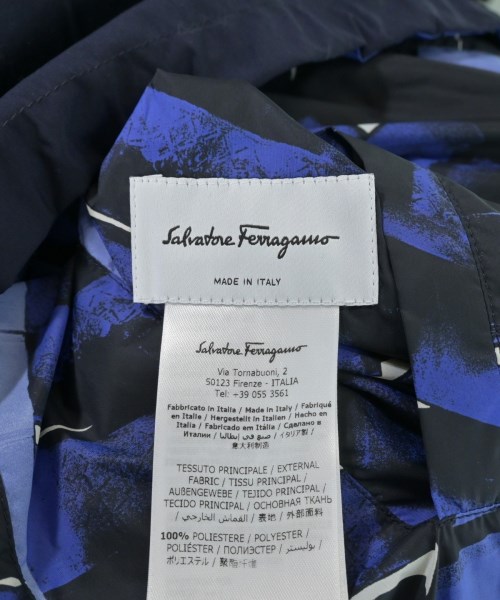 Salvatore Ferragamo
MADE IN ITALY
Salvatore Ferragamo
Via Tornabuoni, 2
50123 Firenze - ITALIA
Tel: +39 055 3561
Fabbricato in Italia / Made in Italy / Fabriqué
en Italie / Hergestellt in Italien / Hecho en
Italia / Fabricado em Itália / Сделано в
Италии / صنع في إيطاليا / イタリア製 /
意大利制造
TESSUTO PRINCIPALE / EXTERNAL
FABRIC / TISSU PRINCIPAL /
AUßENGEWEBE / TEJIDO PRINCIPAL /
TECIDO PRINCIPAL / ОСНОВНАЯ ТКАНЬ
/ القماش الخارجي / 表地 / 外部面料
100% POLIESTERE / POLYESTER /
POLIÉSTER / ПОЛИЭСТЕР / بوليستر /
ポリエステル / 聚酯纤维